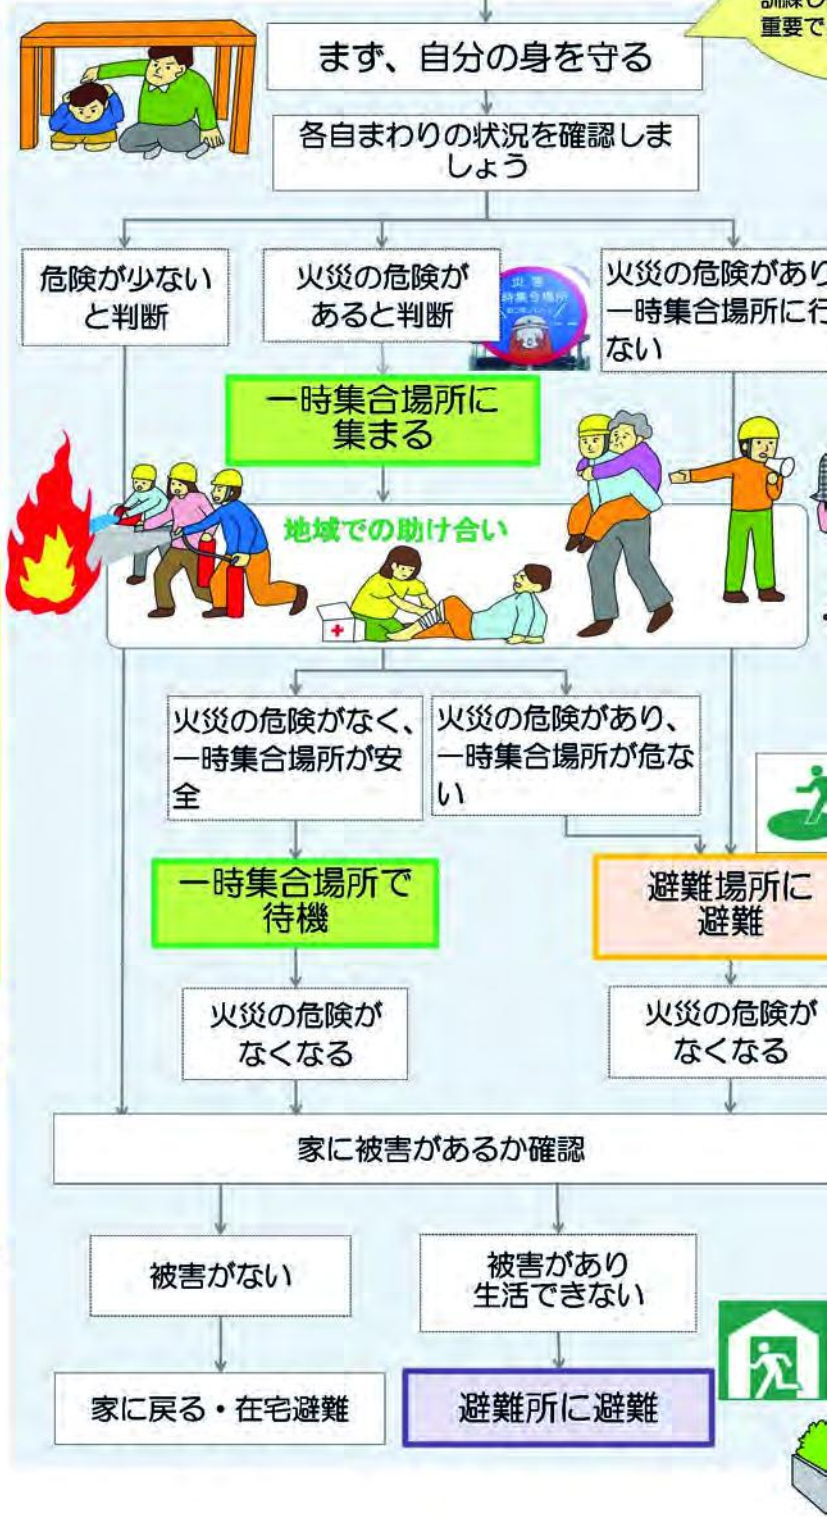 重要で
まず、自分の身を守る
各自まわりの状況を確認しま
しょう
危険が少ない
と判断
火災の危険が
あると判断
災害
時集合場所
火災の危険があり
一時集合場所に行
ない
一時集合場所に
集まる
地域での助け合い
火災の危険がなく、
一時集合場所が安
全
火災の危険があり、
一時集合場所が危な
い
一時集合場所で
待機
避難場所に
避難
火災の危険が
なくなる
火災の危険が
なくなる
家に被害があるか確認
被害がない
被害があり
生活できない
家に戻る・在宅避難
避難所に避難